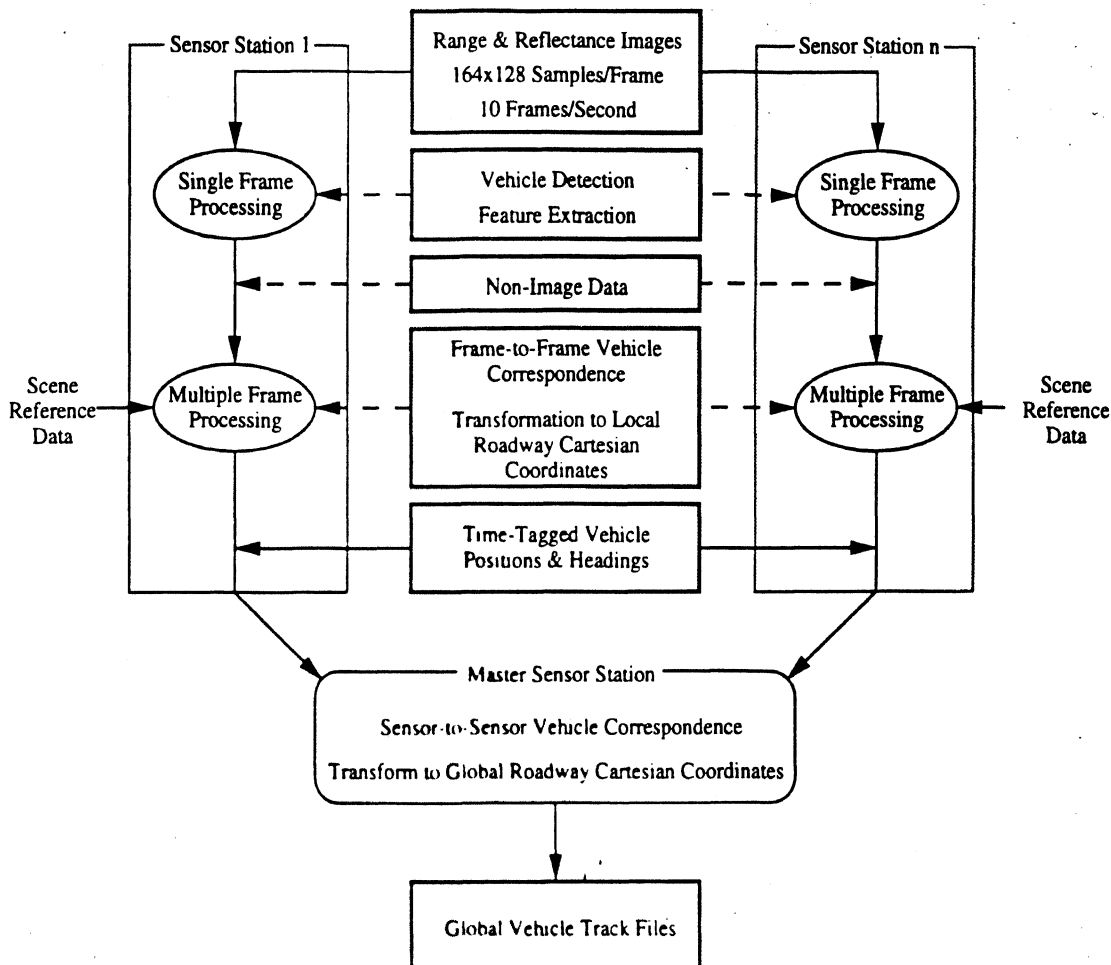 Sensor Station 1
Range & Reflectance Images
164x128 Samples/Frame
10 Frames/Second
Sensor Station n
Single Frame
Processing
Vehicle Detection
Feature Extraction
Single Frame
Processing
Non-Image Data
Scene
Reference
Data
Multiple Frame
Processing
Frame-to-Frame Vehicle
Correspondence
Transformation to Local
Roadway Cartesian
Coordinates
Multiple Frame
Processing
Scene
Reference
Data
Time-Tagged Vehicle
Positions & Headings
Master Sensor Station
Sensor-to-Sensor Vehicle Correspondence
Transform to Global Roadway Cartesian Coordinates
Global Vehicle Track Files